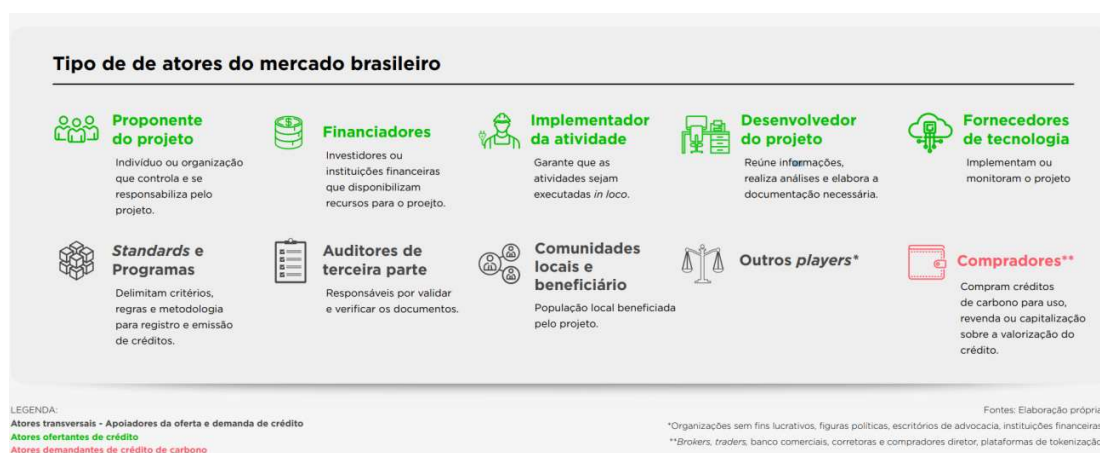 Tipo de de atores do mercado brasileiro
Proponente
do projeto
Indivíduo ou organização
que controla e se
responsabiliza pelo
projeto.
Financiadores
Investidores ou
instituições financeiras
que disponibilizam
recursos para o proejto.
Implementador
da atividade
Garante que as
atividades sejam
executadas in loco.
Desenvolvedor
do projeto
Reúne informações,
realiza análises e elabora a
documentação necessária.
Fornecedores
de tecnologia
Implementam ou
monitoram o projeto
Standards e
Programas
Delimitam critérios,
regras e metodologia
para registro e emissão
de créditos.
Auditores de
terceira parte
Responsáveis por validar
e verificar os documentos.
Comunidades
locais e
beneficiário
População local beneficiada
pelo projeto.
Outros players*
Compradores**
Compram créditos
de carbono para uso,
revenda ou capitalização
sobre a valorização do
crédito.
LEGENDA:
Atores transversais - Apoiadores da oferta e demanda de crédito
Atores ofertantes de crédito
Atores demandantes de crédito de carbono
Fontes: Elaboração própria
*Organizações sem fins lucrativos, figuras políticas, escritórios de advocacia, instituições financeiras
**Brokers, traders, banco comerciais, corretoras e compradores diretor, plataformas de tokenização